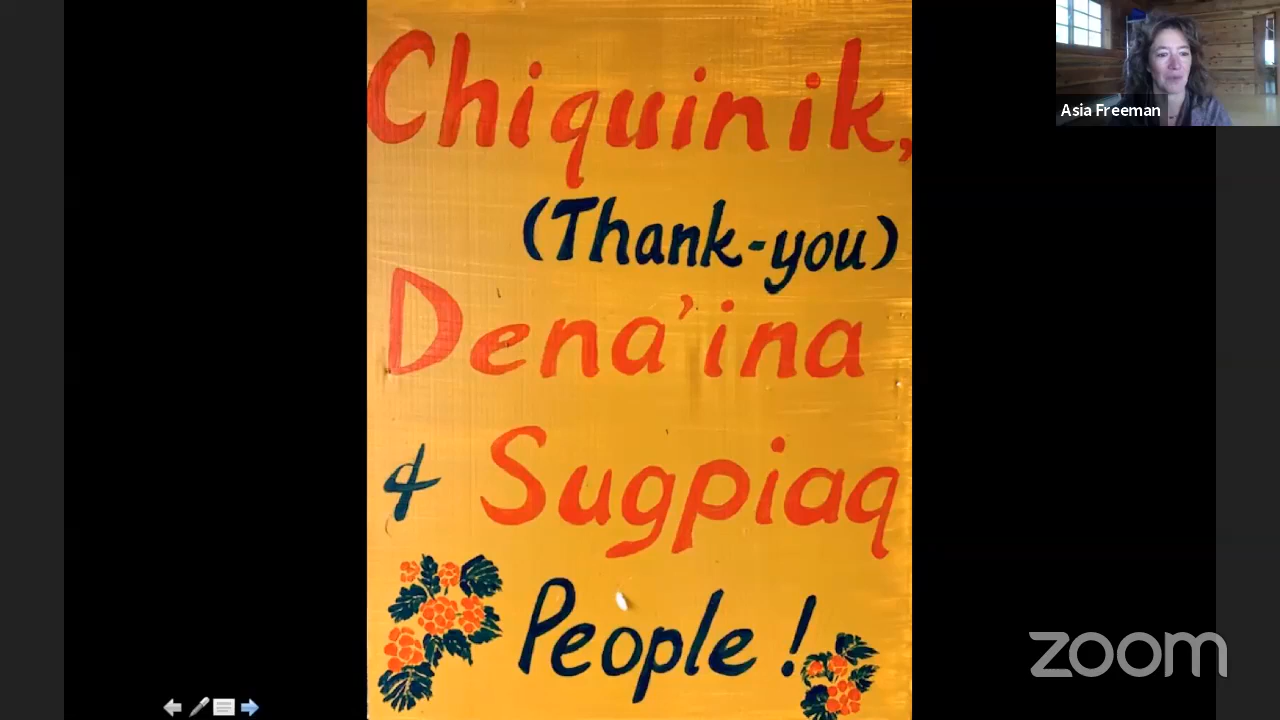 Chiquinik,
(Thank-you)
Dena'ina
& Sugpiaq
People!
Asia Freeman
zoom